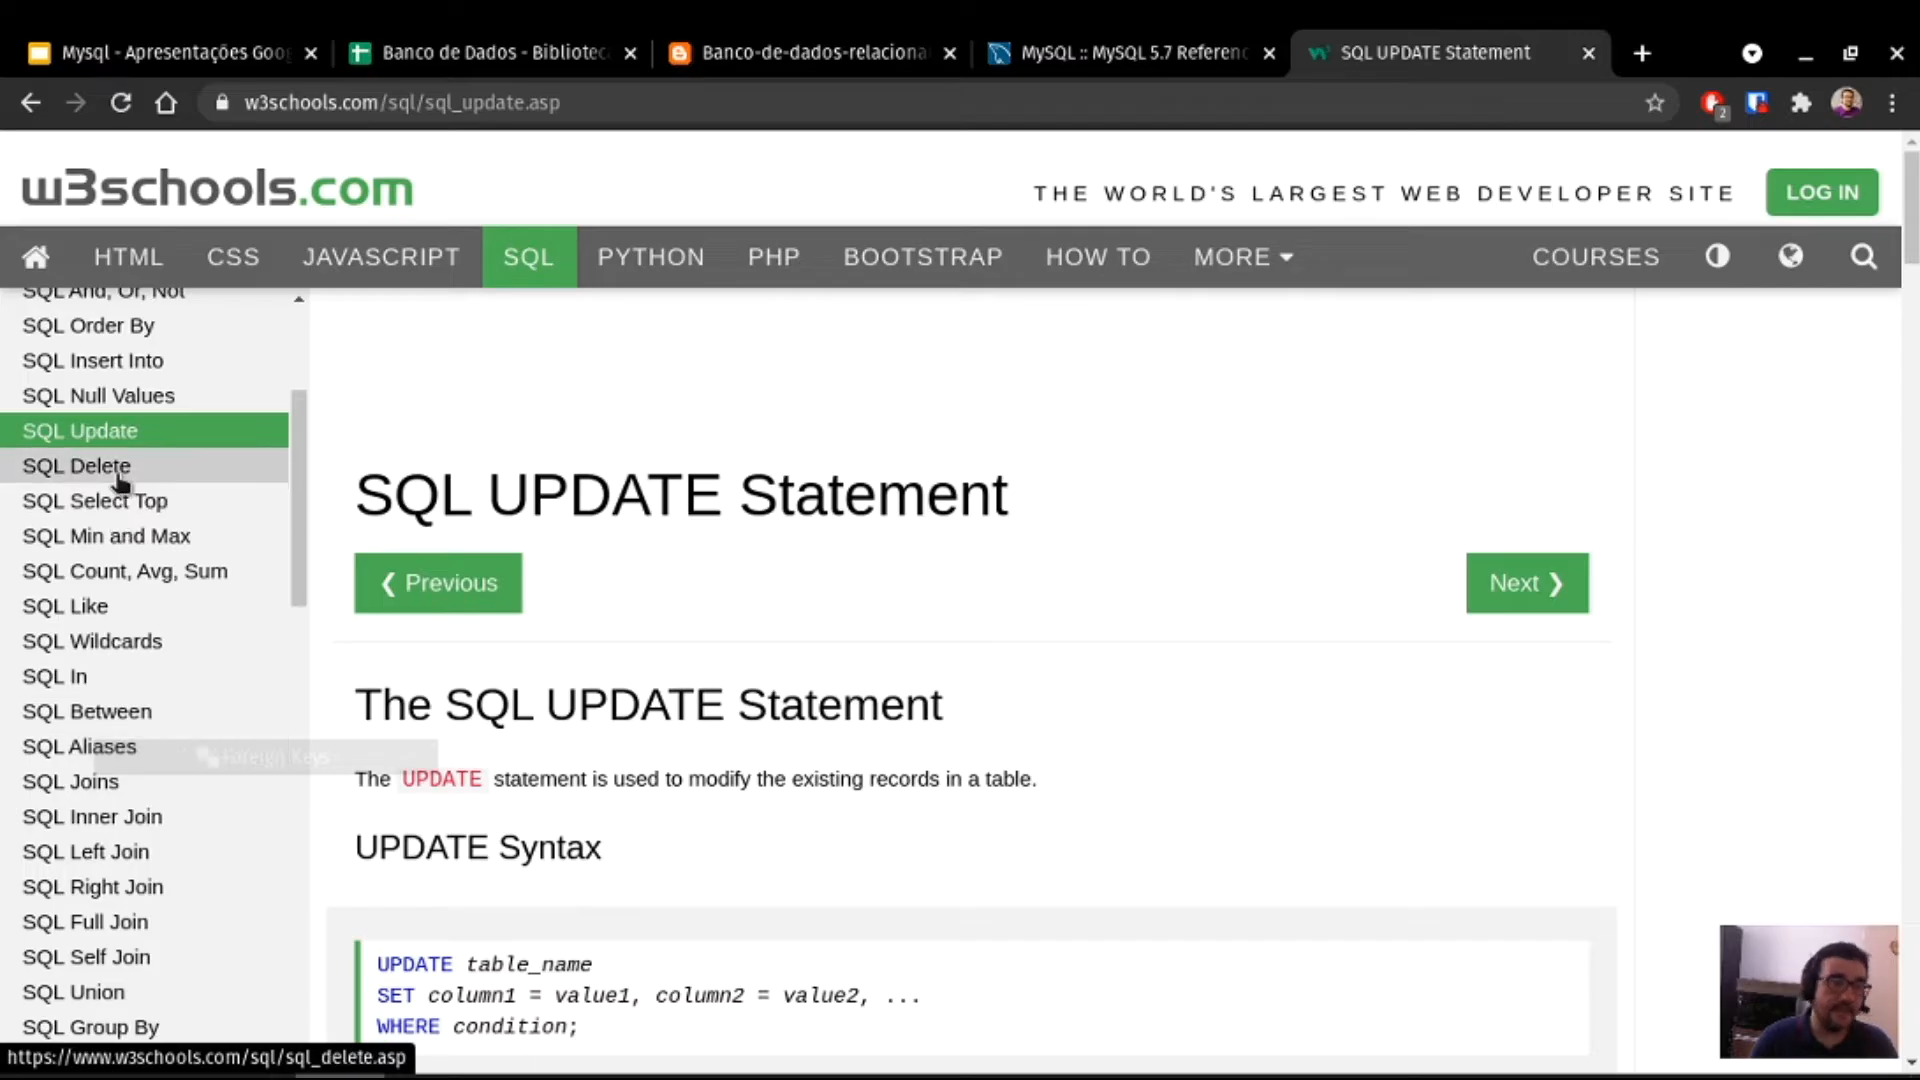 Mysql - Apresentações Goog
Banco de Dados - Bibliotec
Banco-de-dados-relaciona
MySQL :: MySQL 5.7 Referenc
SQL UPDATE Statement
w3schools.com/sql/sql_update.asp
2
w3schools.com
THE WORLD'S LARGEST WEB DEVELOPER SITE
LOG IN
HTML
CSS
JAVASCRIPT
SQL
PYTHON
PHP
BOOTSTRAP
HOW TO
MORE
COURSES
SQL And, Or, Not
SQL Order By
SQL Insert Into
SQL Null Values
SQL Update
SQL Delete
SQL Select Top
SQL Min and Max
SQL Count, Avg, Sum
SQL Like
SQL Wildcards
SQL In
SQL Between
SQL Aliases
Foreign Keys
SQL Joins
SQL Inner Join
SQL Left Join
SQL Right Join
SQL Full Join
SQL Self Join
SQL Union
SQL Group By
https://www.w3schools.com/sql/sql_delete.asp
SQL UPDATE Statement
❮ Previous
Next ❯
The SQL UPDATE Statement
The UPDATE statement is used to modify the existing records in a table.
UPDATE Syntax
UPDATE table_name
SET column1 = value1, column2 = value2, ...
WHERE condition;